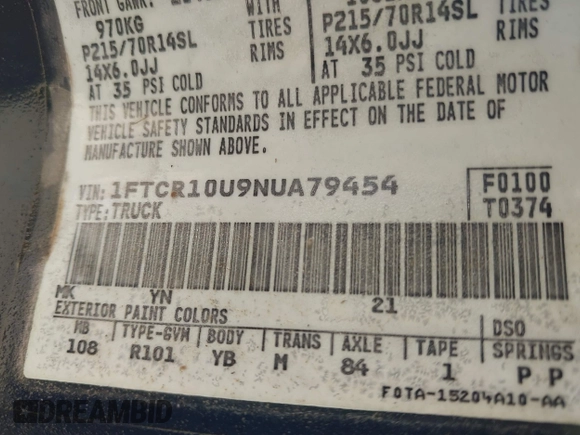 FRONT GAWR:
970KG WITH
P215/70R14SL TIRES
14X6.0JJ RIMS
AT 35 PSI COLD
WITH
P215/70R14SL TIRES
14X6.0JJ RIMS
AT 35 PSI COLD
THIS VEHICLE CONFORMS TO ALL APPLICABLE FEDERAL MOTOR
VEHICLE SAFETY STANDARDS IN EFFECT ON THE DATE OF
MANUFACTURE SHOWN ABOVE.
VIN: 1FTCR10U9NUA79454 F0100
TYPE: TRUCK T0374
MK YN 21
EXTERIOR PAINT COLORS DSO
WB TYPE-GVM BODY TRANS AXLE TAPE SPRINGS
108 R101 YB M 84 1 P P
F0TA-15204A10-AA
DREAMBID